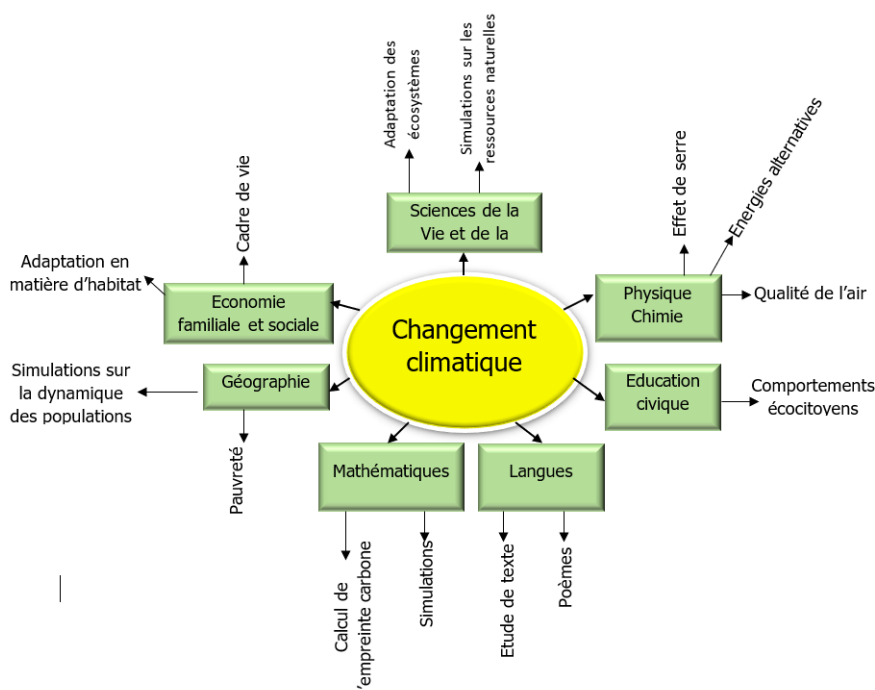 Adaptation des
écosystèmes
Simulations sur les
ressources naturelles
Sciences de la
Vie et de la
Effet de serre
Energies alternatives
Physique
Chimie
Qualité de l'air
Cadre de vie
Adaptation en
matière d'habitat
Economie
familiale et sociale
Changement
climatique
Simulations sur
la dynamique
des populations
Géographie
Pauvreté
Education
civique
Comportements
écocitoyens
Mathématiques
Calcul de
'empreinte carbone
Simulations
Langues
Etude de texte
Poèmes